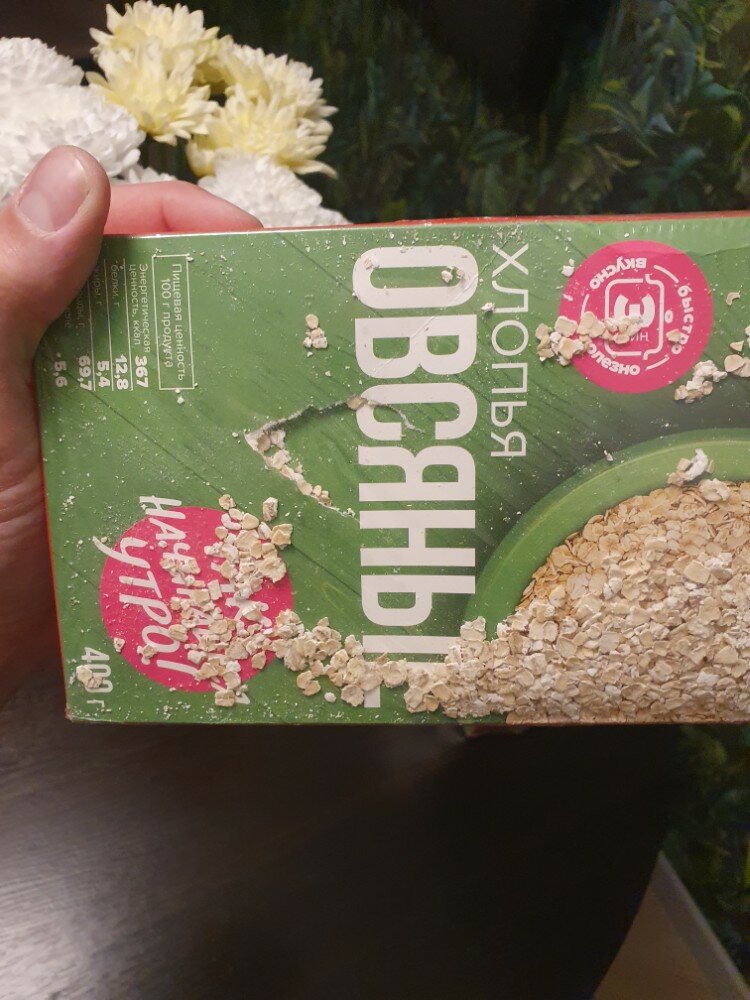 ХЛОПЬЯ
ОВСЯНЫЕ
вкусно
быстро
полезно
3
Пищевая ценность
100 г продукта
Энергетическая
ценность, ккал 367
белки, г 12,8
5,4
69,7
5,6
УТРО!
400 г